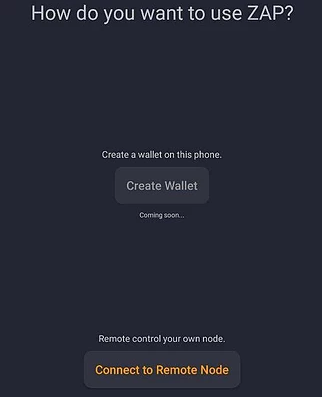 How do you want to use ZAP?
Create a wallet on this phone.
Create Wallet
Coming soon...
Remote control your own node.
Connect to Remote Node